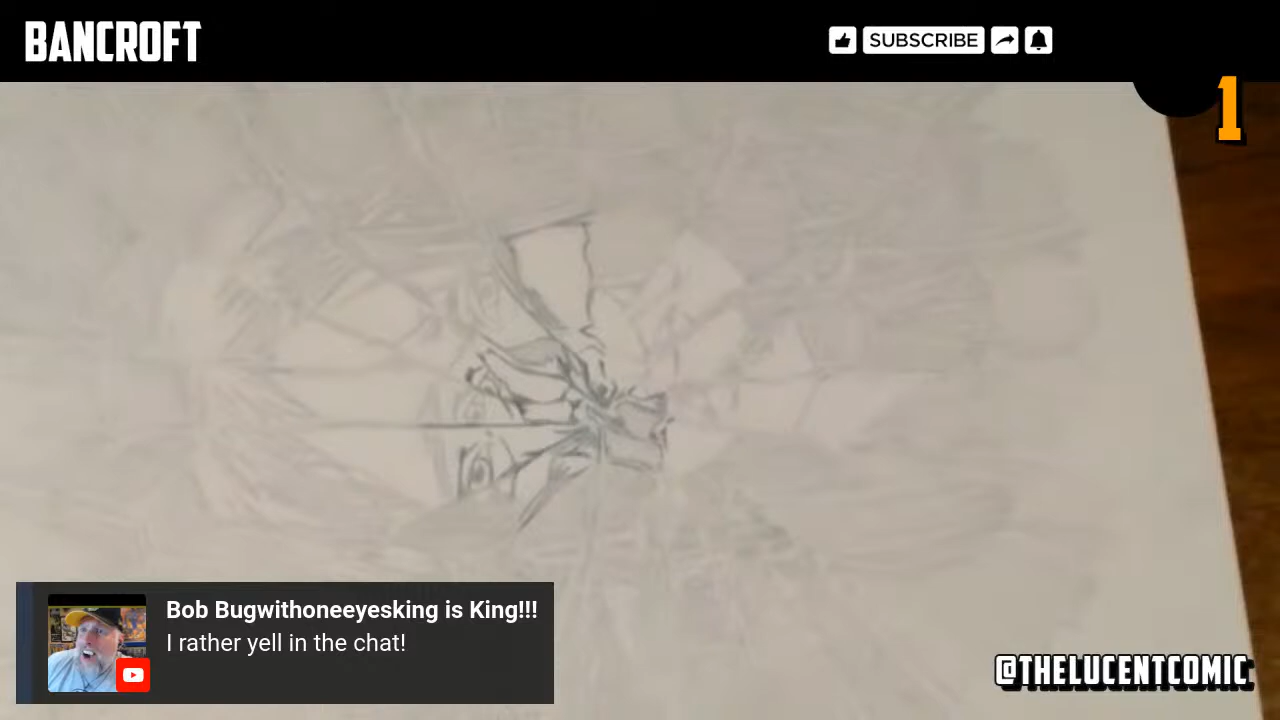 BANCROFT
SUBSCRIBE
1
Bob Bugwithoneeyesking is King!!!
I rather yell in the chat!
@THELUCENTCOMIC